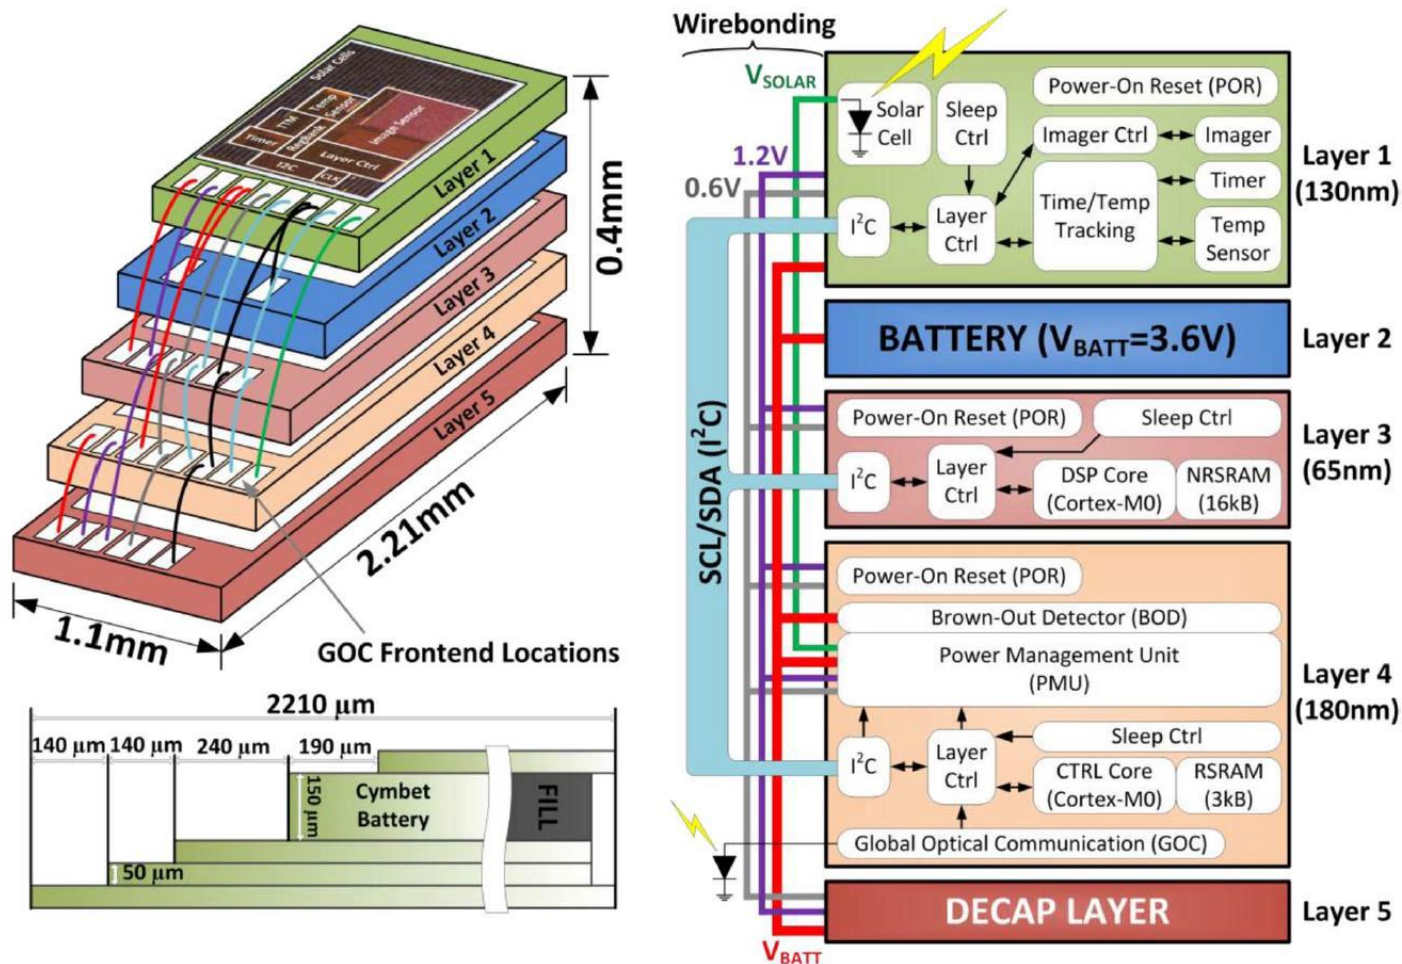 Solar Cells
Temp
Sensor
TTM
RegBank
Timer
Image Sensor
Layer Ctrl
I2C
CLK
Layer 1
Layer 2
Layer 3
Layer 4
Layer 5
0.4mm
2.21mm
1.1mm
GOC Frontend Locations
2210 μm
140 μm
140 μm
240 μm
190 μm
150 μm
Cymbet
Battery
FILL
50 μm
Wirebonding
V_SOLAR
1.2V
0.6V
SCL/SDA (I²C)
V_BATT
Solar
Cell
Sleep
Ctrl
Power-On Reset (POR)
Imager Ctrl
Imager
Timer
Time/Temp
Tracking
Temp
Sensor
I²C
Layer
Ctrl
Layer 1
(130nm)
BATTERY (V_BATT=3.6V)
Layer 2
Power-On Reset (POR)
Sleep Ctrl
I²C
Layer
Ctrl
DSP Core
(Cortex-M0)
NRSRAM
(16kB)
Layer 3
(65nm)
Power-On Reset (POR)
Brown-Out Detector (BOD)
Power Management Unit
(PMU)
Sleep Ctrl
I²C
Layer
Ctrl
CTRL Core
(Cortex-M0)
RSRAM
(3kB)
Global Optical Communication (GOC)
Layer 4
(180nm)
DECAP LAYER
Layer 5